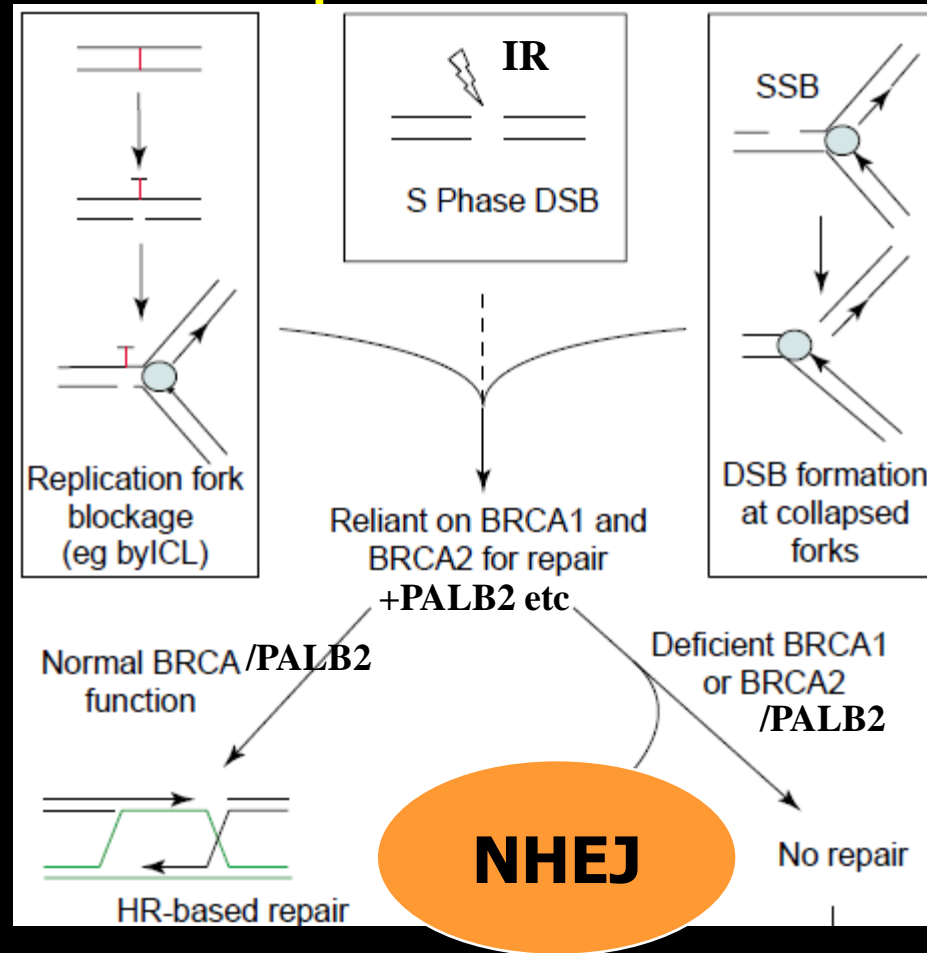 IR
S Phase DSB
SSB
Replication fork
blockage
(eg byICL)
DSB formation
at collapsed
forks
Reliant on BRCA1 and
BRCA2 for repair
+PALB2 etc
Normal BRCA /PALB2
function
Deficient BRCA1
or BRCA2
/PALB2
NHEJ
No repair
HR-based repair